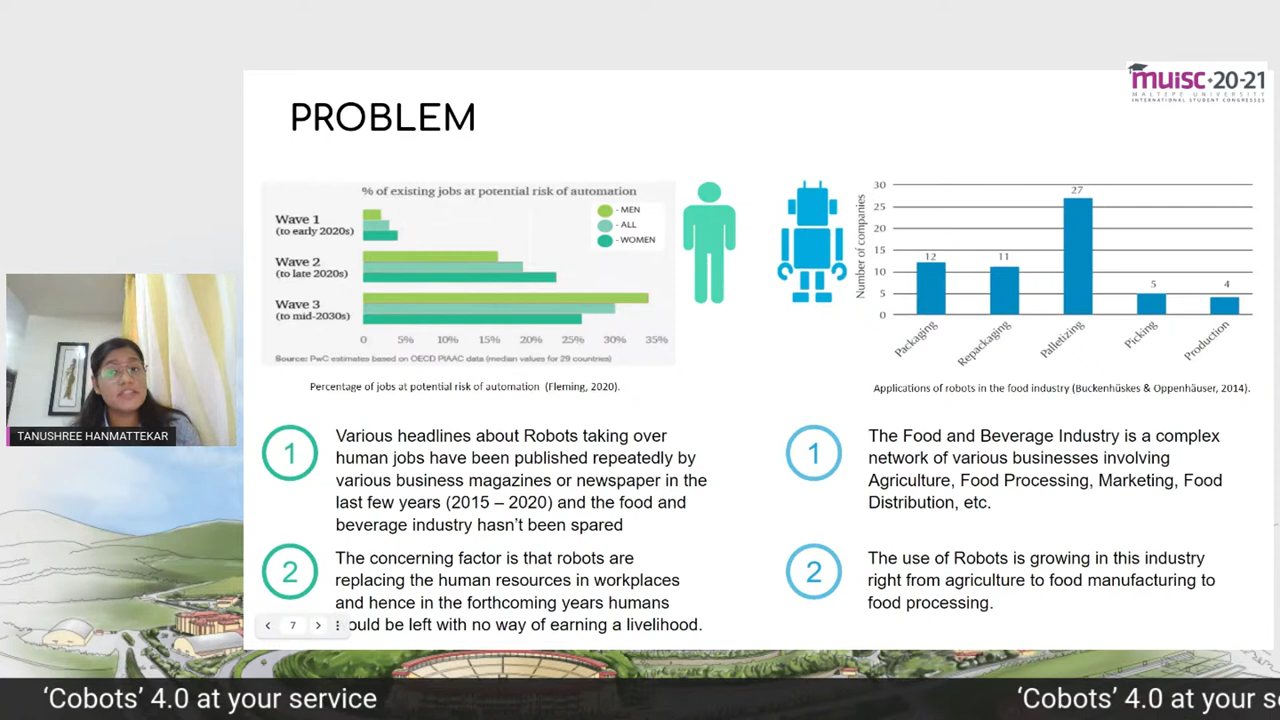 muisc·20-21
MALTEPE UNIVERSITY
INTERNATIONAL STUDENT CONGRESSES
PROBLEM
% of existing jobs at potential risk of automation
Wave 1
(to early 2020s)
Wave 2
(to late 2020s)
Wave 3
(to mid-2030s)
- MEN
- ALL
- WOMEN
0 5% 10% 15% 20% 25% 30% 35%
Source: PwC estimates based on OECD PIAAC data (median values for 29 countries)
Percentage of jobs at potential risk of automation (Fleming, 2020).
Number of companies
30
25
20
15
10
5
0
12
11
27
5
4
Packaging
Repackaging
Palletizing
Picking
Production
Applications of robots in the food industry (Buckenhüskes & Oppenhäuser, 2014).
TANUSHREE HANMATTEKAR
1
Various headlines about Robots taking over
human jobs have been published repeatedly by
various business magazines or newspaper in the
last few years (2015 – 2020) and the food and
beverage industry hasn't been spared
2
The concerning factor is that robots are
replacing the human resources in workplaces
and hence in the forthcoming years humans
ould be left with no way of earning a livelihood.
7
1
The Food and Beverage Industry is a complex
network of various businesses involving
Agriculture, Food Processing, Marketing, Food
Distribution, etc.
2
The use of Robots is growing in this industry
right from agriculture to food manufacturing to
food processing.
'Cobots' 4.0 at your service
'Cobots' 4.0 at your s